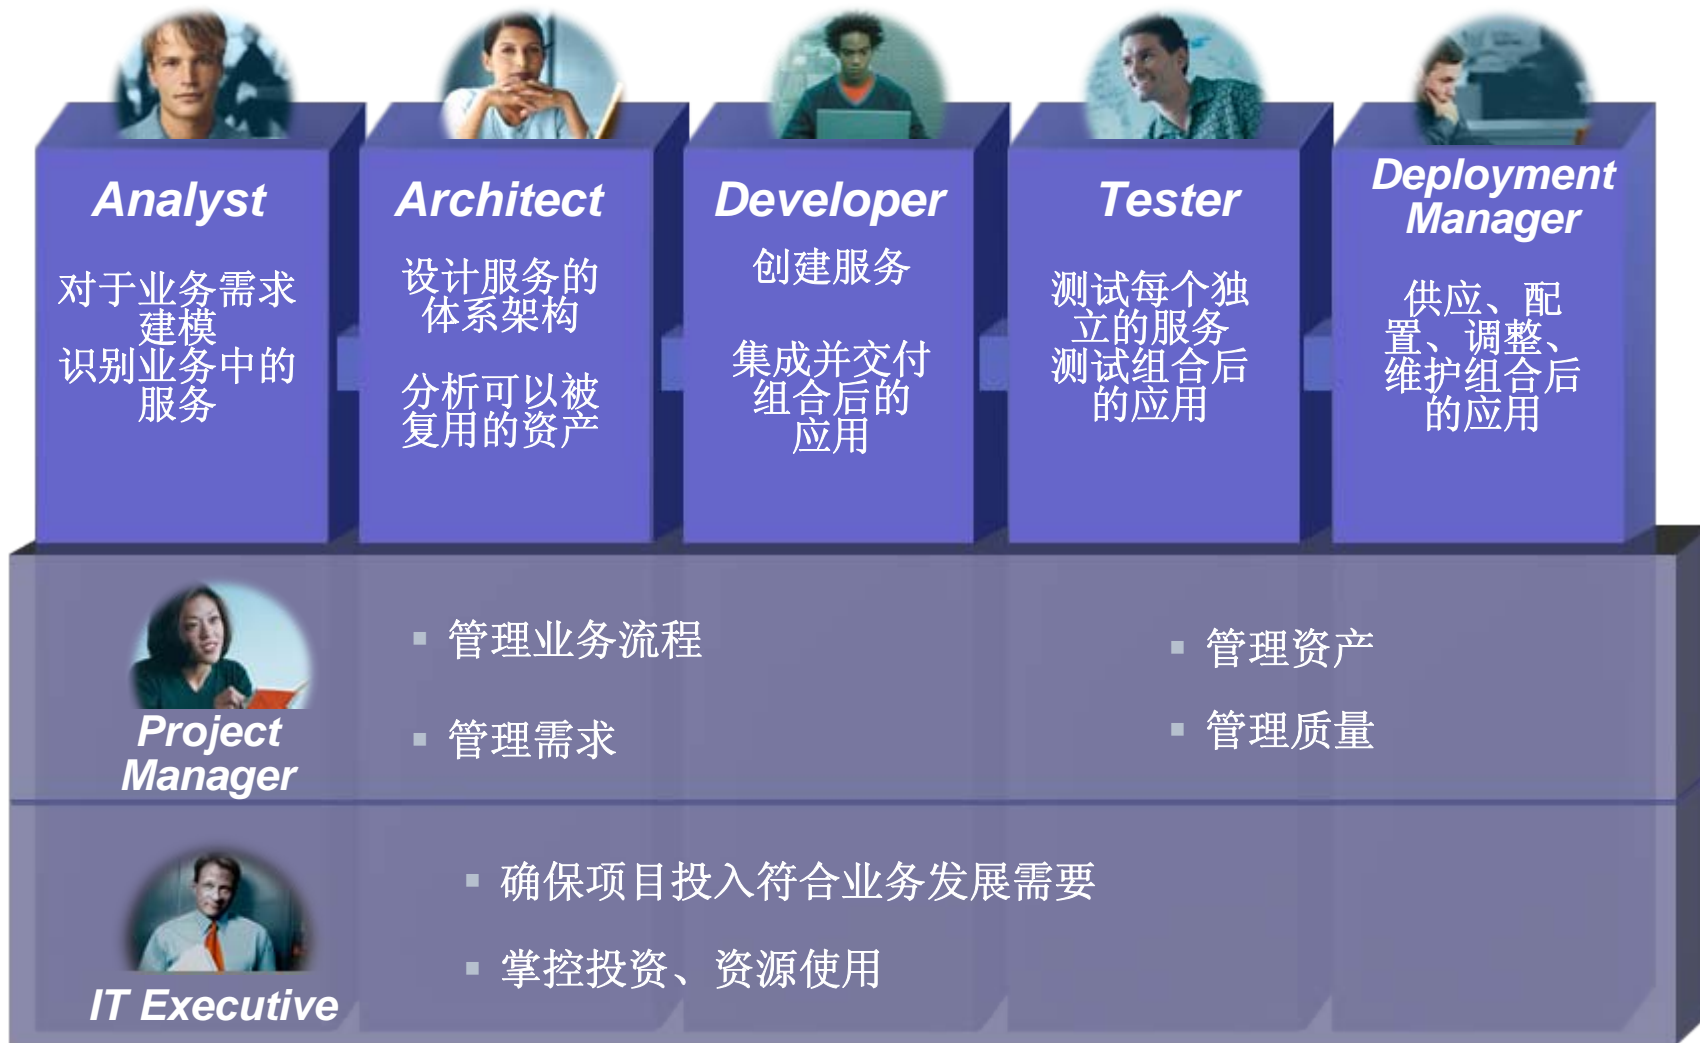 Analyst
对于业务需求
建模
识别业务中的
服务
Architect
设计服务的
体系架构
分析可以被
复用的资产
Developer
创建服务
集成并交付
组合后的
应用
Tester
测试每个独
立的服务
测试组合后
的应用
Deployment
Manager
供应、配
置、调整、
维护组合后
的应用
Project
Manager
▪ 管理业务流程
▪ 管理需求
▪ 管理资产
▪ 管理质量
IT Executive
▪ 确保项目投入符合业务发展需要
▪ 掌控投资、资源使用